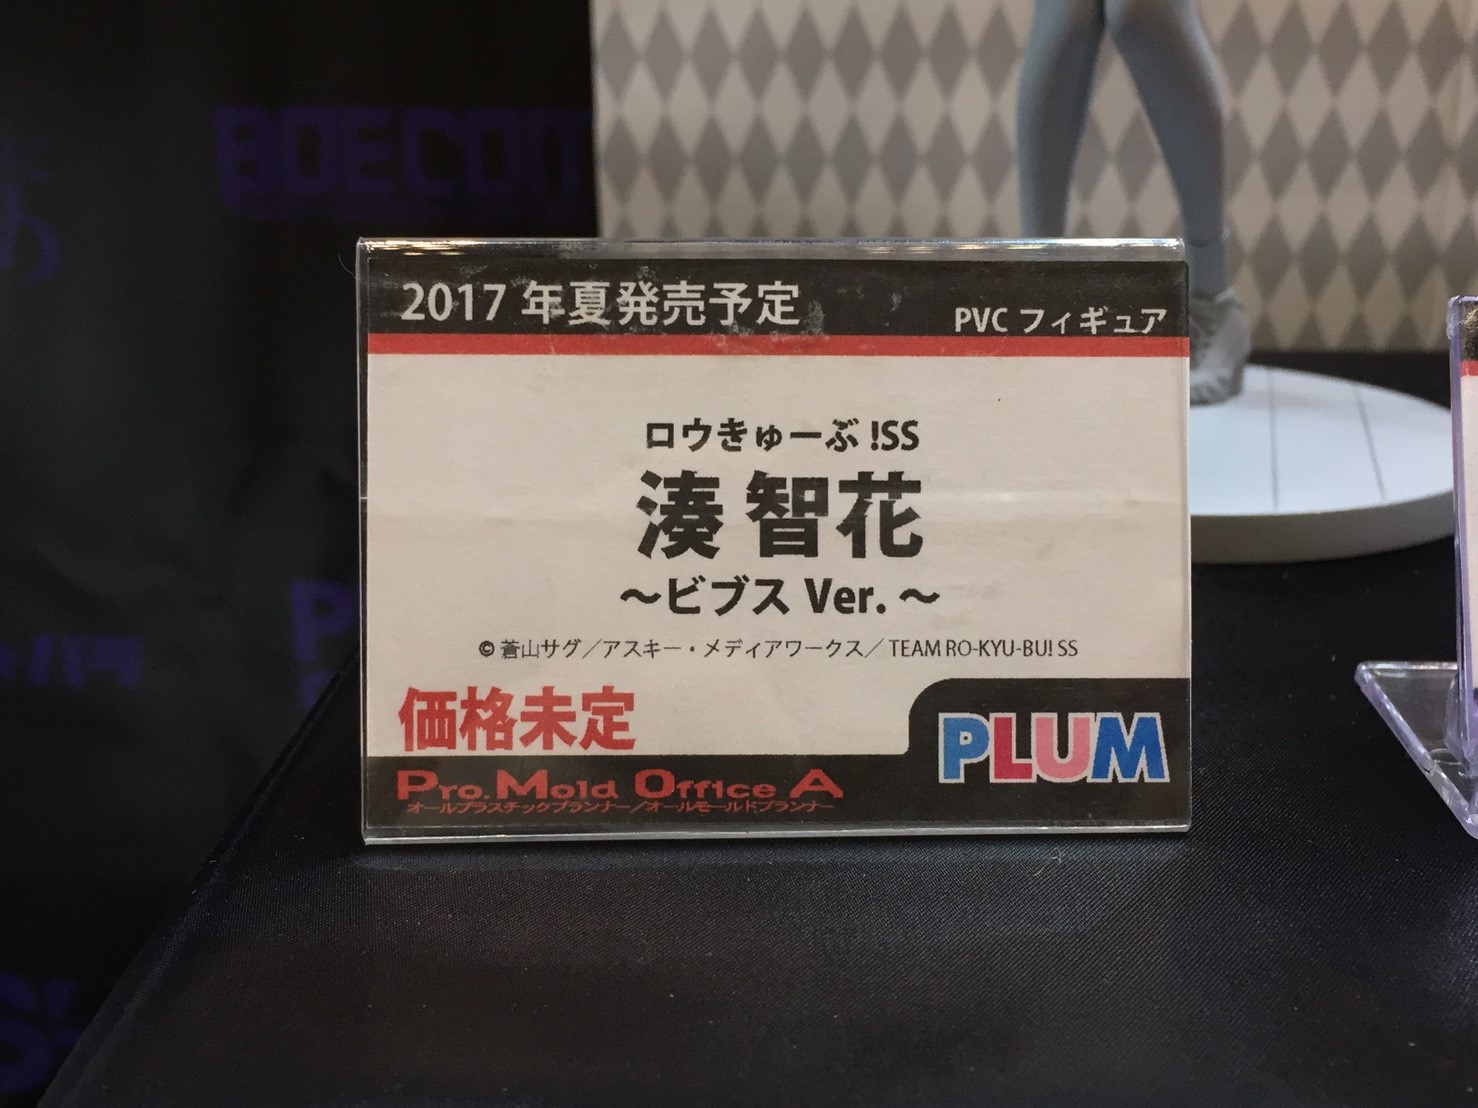 2017 年夏発売予定
PVC フィギュア
ロウきゅーぶ !SS
湊 智花
～ビブス Ver. ～
© 蒼山サグ／アスキー・メディアワークス／ TEAM RO-KYU-BU! SS
価格未定
PLUM
Pro. Mold Office A
オールプラスチックプランナー／オールモールドプランナー